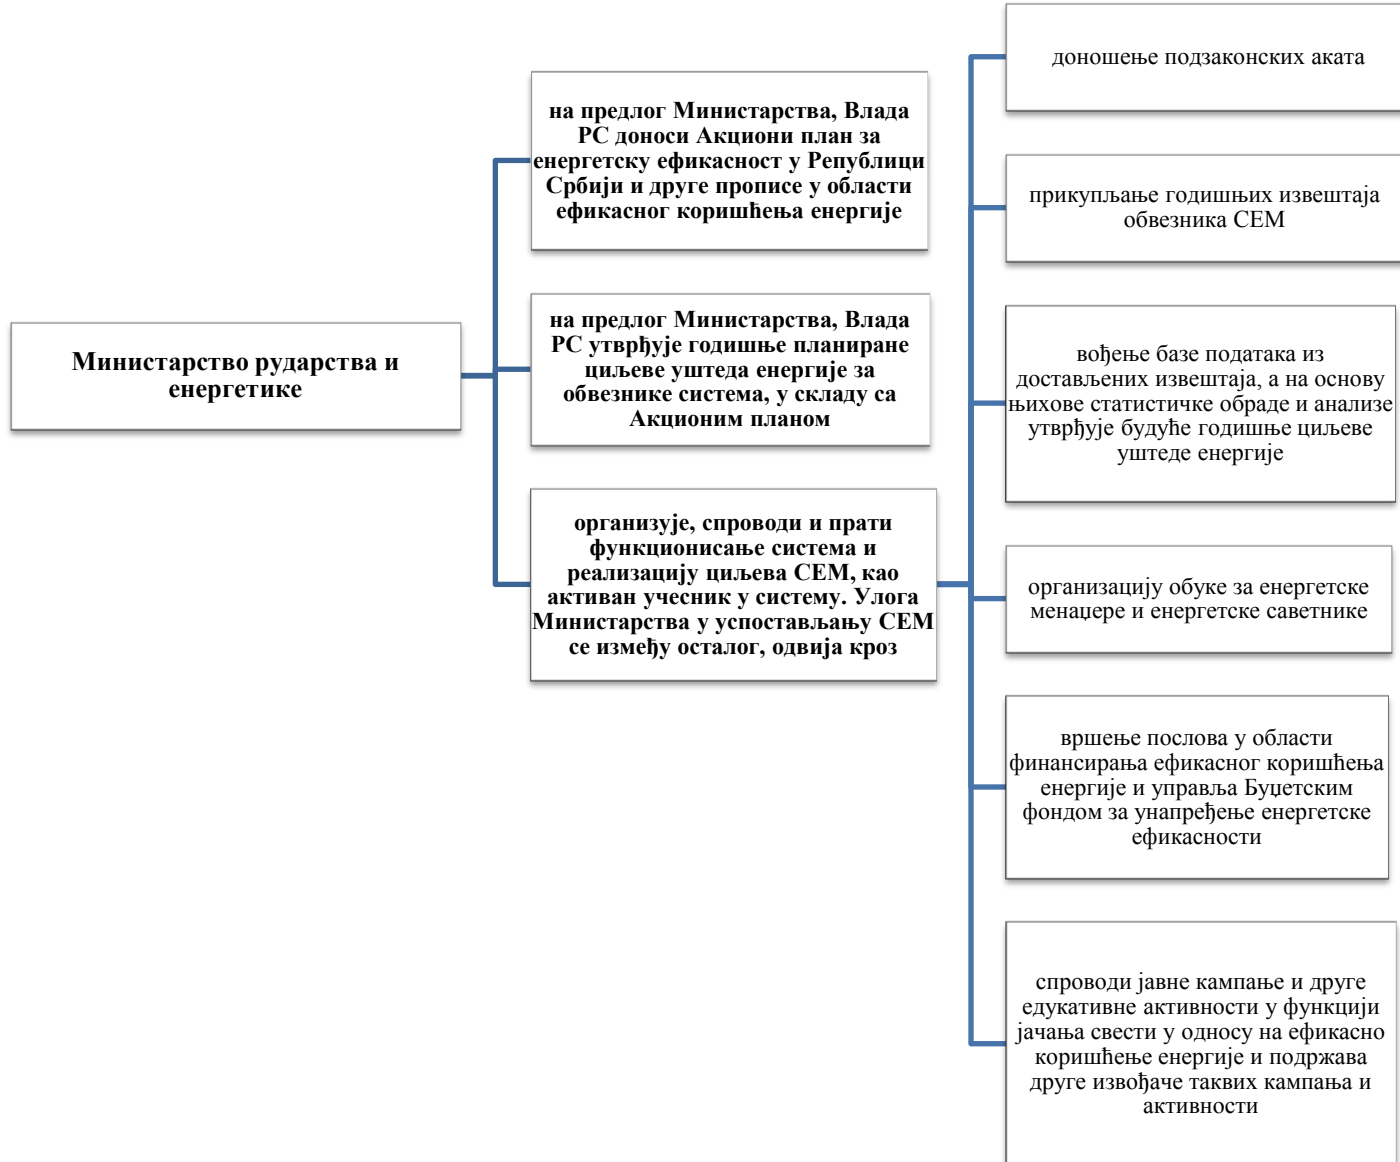 Министарство рударства и
енергетике
на предлог Министарства, Влада
РС доноси Акциони план за
енергетску ефикасност у Републици
Србији и друге прописе у области
ефикасног коришћења енергије
на предлог Министарства, Влада
РС утврђује годишње планиране
циљеве уштеда енергије за
обвезнике система, у складу са
Акционим планом
организује, спроводи и прати
функционисање система и
реализацију циљева СЕМ, као
активан учесник у систему. Улога
Министарства у успостављању СЕМ
се између осталог, одвија кроз
доношење подзаконских аката
прикупљање годишњих извештаја
обвезника СЕМ
вођење базе података из
достављених извештаја, а на основу
њихове статистичке обраде и анализе
утврђује будуће годишње циљеве
уштеде енергије
организацију обуке за енергетске
менаџере и енергетске саветнике
вршење послова у области
финансирања ефикасног коришћења
енергије и управља Буџетским
фондом за унапређење енергетске
ефикасности
спроводи јавне кампање и друге
едукативне активности у функцији
јачања свести у односу на ефикасно
коришћење енергије и подржава
друге извођаче таквих кампања и
активности